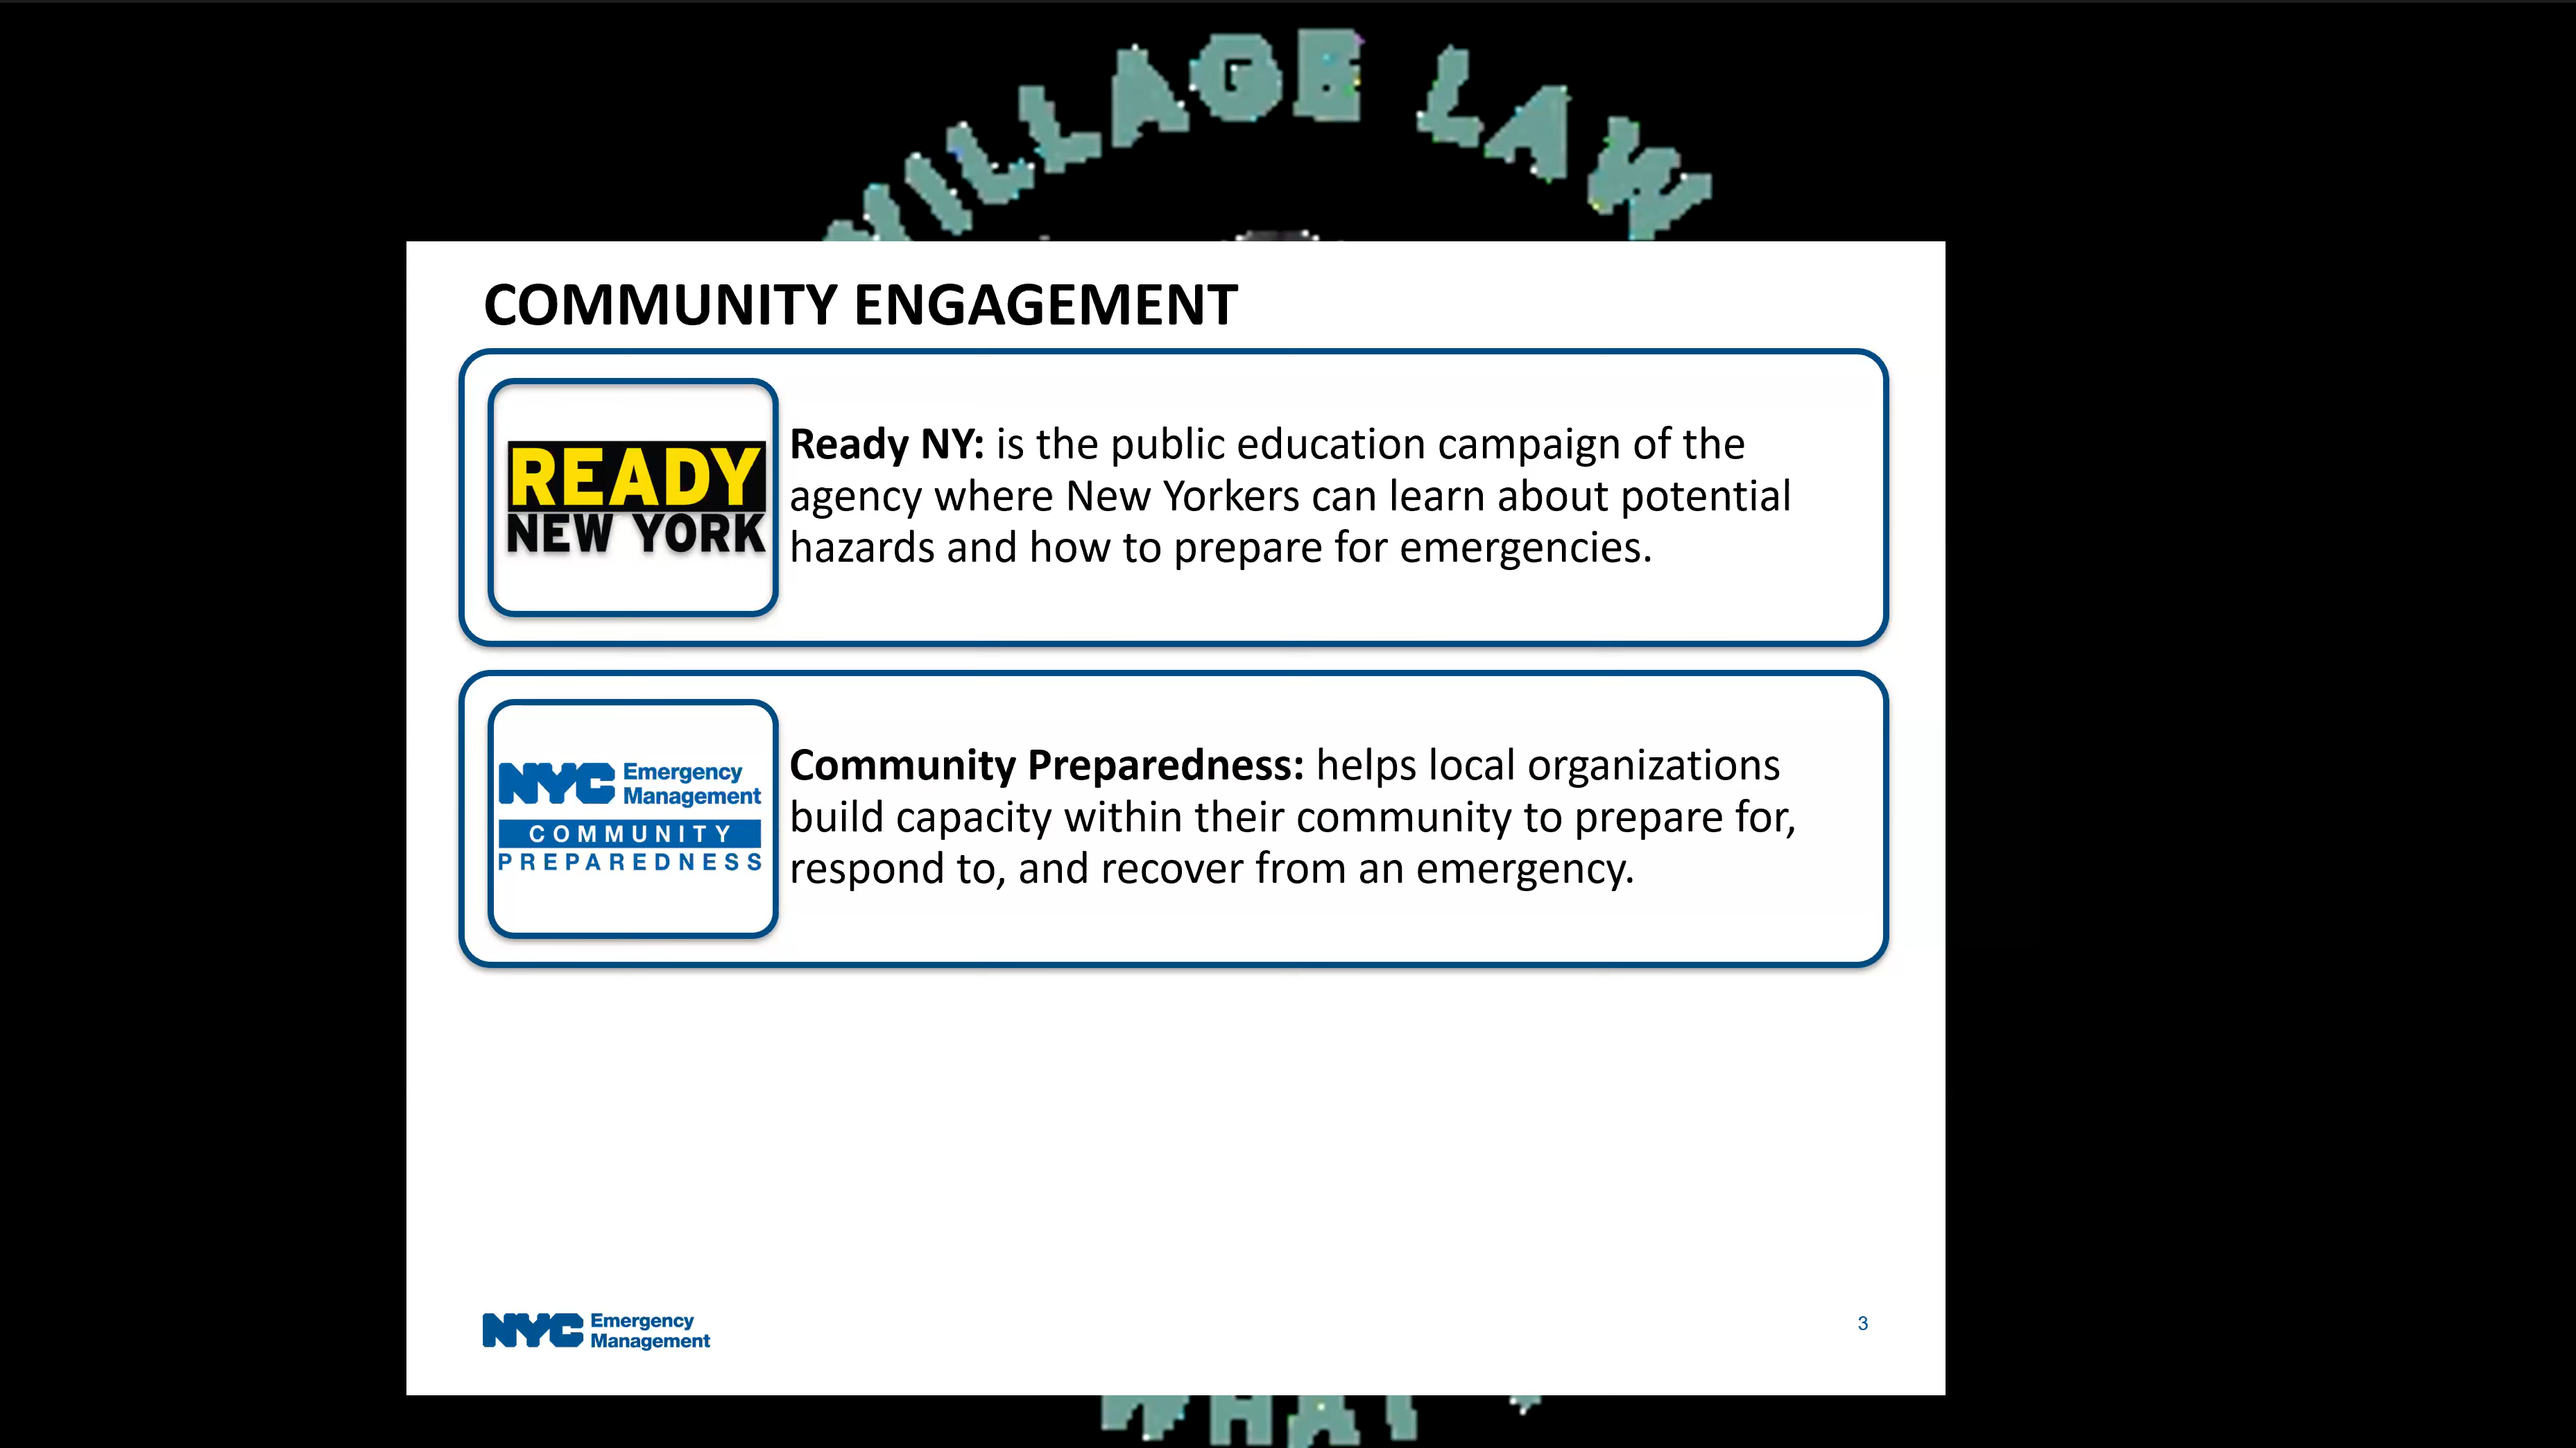 VILLAGE LAW
COMMUNITY ENGAGEMENT
READY
NEW YORK
Ready NY: is the public education campaign of the
agency where New Yorkers can learn about potential
hazards and how to prepare for emergencies.
NYC Emergency
Management
COMMUNITY
PREPAREDNESS
Community Preparedness: helps local organizations
build capacity within their community to prepare for,
respond to, and recover from an emergency.
NYC Emergency
Management
3
WHAT